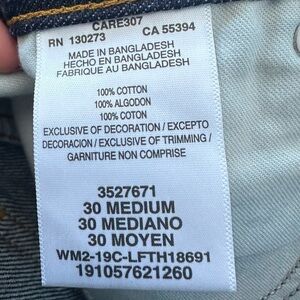 CARE307
RN 130273 CA 55394
MADE IN BANGLADESH
HECHO EN BANGLADESH
FABRIQUE AU BANGLADESH
100% COTTON
100% ALGODON
100% COTON
EXCLUSIVE OF DECORATION / EXCEPTO
DECORACION / EXCLUSIVE OF TRIMMING /
GARNITURE NON COMPRISE
3527671
30 MEDIUM
30 MEDIANO
30 MOYEN
WM2-19C-LFTH18691
191057621260